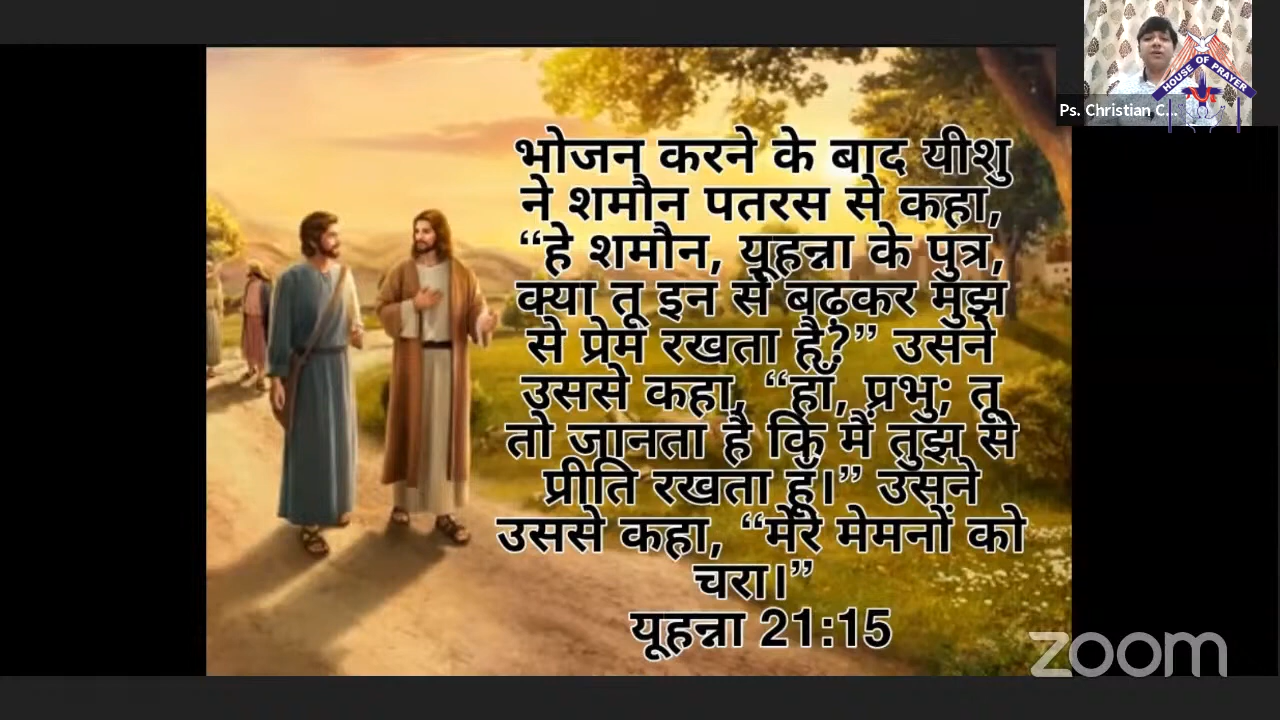 भोजन करने के बाद यीशु
ने शमौन पतरस से कहा,
“हे शमौन, यूहन्ना के पुत्र,
क्या तू इन से बढ़कर मुझ
से प्रेम रखता है?” उसने
उससे कहा, “हाँ, प्रभु; तू
तो जानता है कि मैं तुझ से
प्रीति रखता हूँ।” उसने
उससे कहा, “मेरे मेमनों को
चरा।”
यूहन्ना 21:15
HOUSE OF PRAYER
Ps. Christian C...
zoom